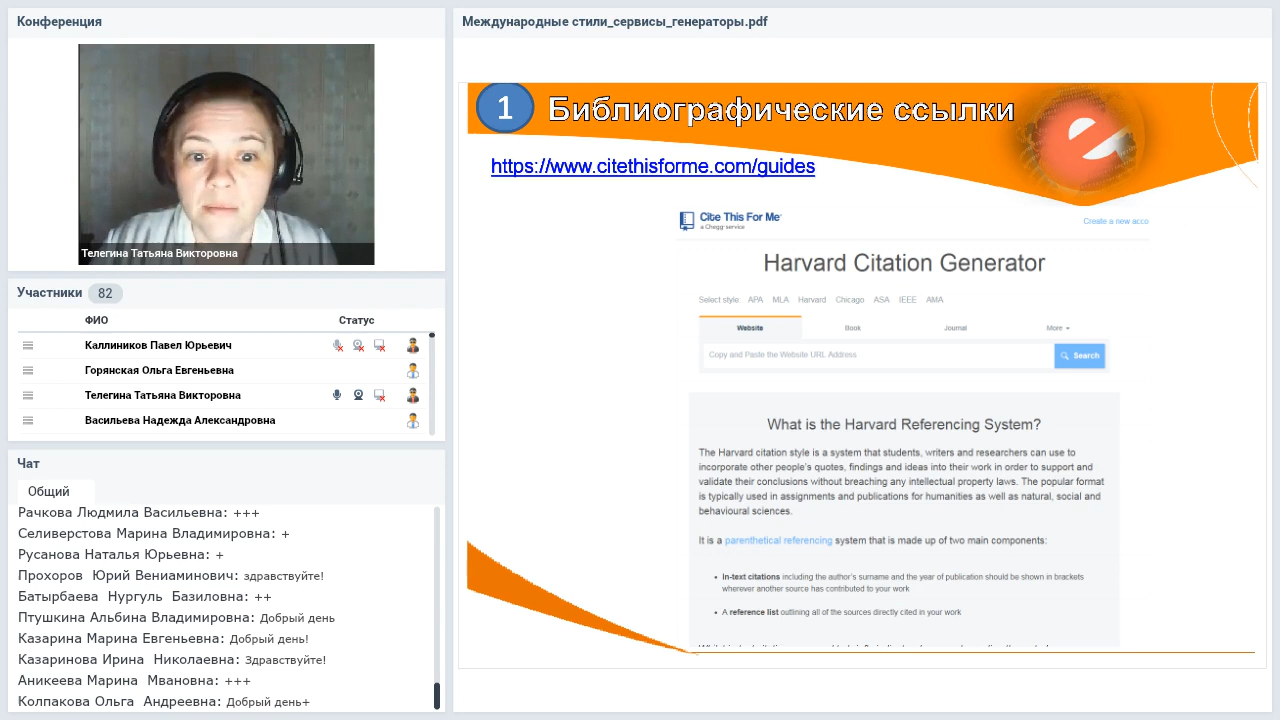 Конференция
Телегина Татьяна Викторовна
Участники 82
ФИО Статус
Каллиников Павел Юрьевич
Горянская Ольга Евгеньевна
Телегина Татьяна Викторовна
Васильева Надежда Александровна
Чат
Общий
Рачкова Людмила Васильевна: +++
Селиверстова Марина Владимировна: +
Русанова Наталья Юрьевна: +
Прохоров Юрий Вениаминович: здравствуйте!
Батырбаева Нургуль Базиловна: ++
Птушкина Альбина Владимировна: Добрый день
Казарина Марина Евгеньевна: Добрый день!
Казаринова Ирина Николаевна: Здравствуйте!
Аникеева Марина Мвановна: +++
Колпакова Ольга Андреевна: Добрый день+
Международные стили_сервисы_генераторы.pdf
1 Библиографические ссылки
https://www.citethisforme.com/guides
Cite This For Me
a Chegg service
Create a new acco
Harvard Citation Generator
Select style APA MLA Harvard Chicago ASA IEEE AMA
Website Book Journal More
Copy and Paste the Website URL Address Search
What is the Harvard Referencing System?
The Harvard citation style is a system that students, writers and researchers can use to
incorporate other people's quotes, findings and ideas into their work in order to support and
validate their conclusions without breaching any intellectual property laws. The popular format
is typically used in assignments and publications for humanities as well as natural, social and
behavioural sciences.
It is a parenthetical referencing system that is made up of two main components:
• In-text citations including the author's surname and the year of publication should be shown in brackets
wherever another source has contributed to your work
• A reference list outlining all of the sources directly cited in your work